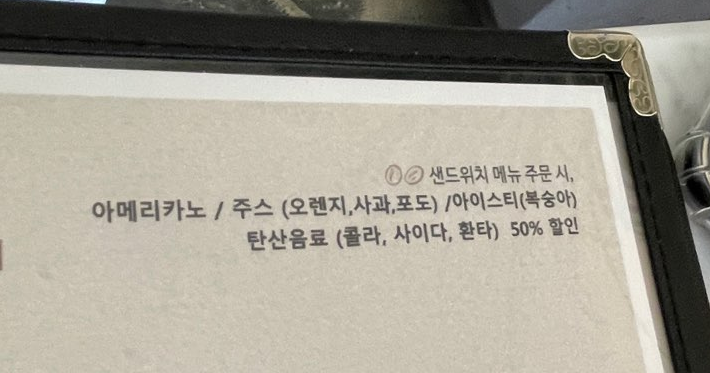 샌드위치 메뉴 주문 시,
아메리카노 / 주스 (오렌지,사과,포도) /아이스티(복숭아)
탄산음료 (콜라, 사이다, 환타) 50% 할인